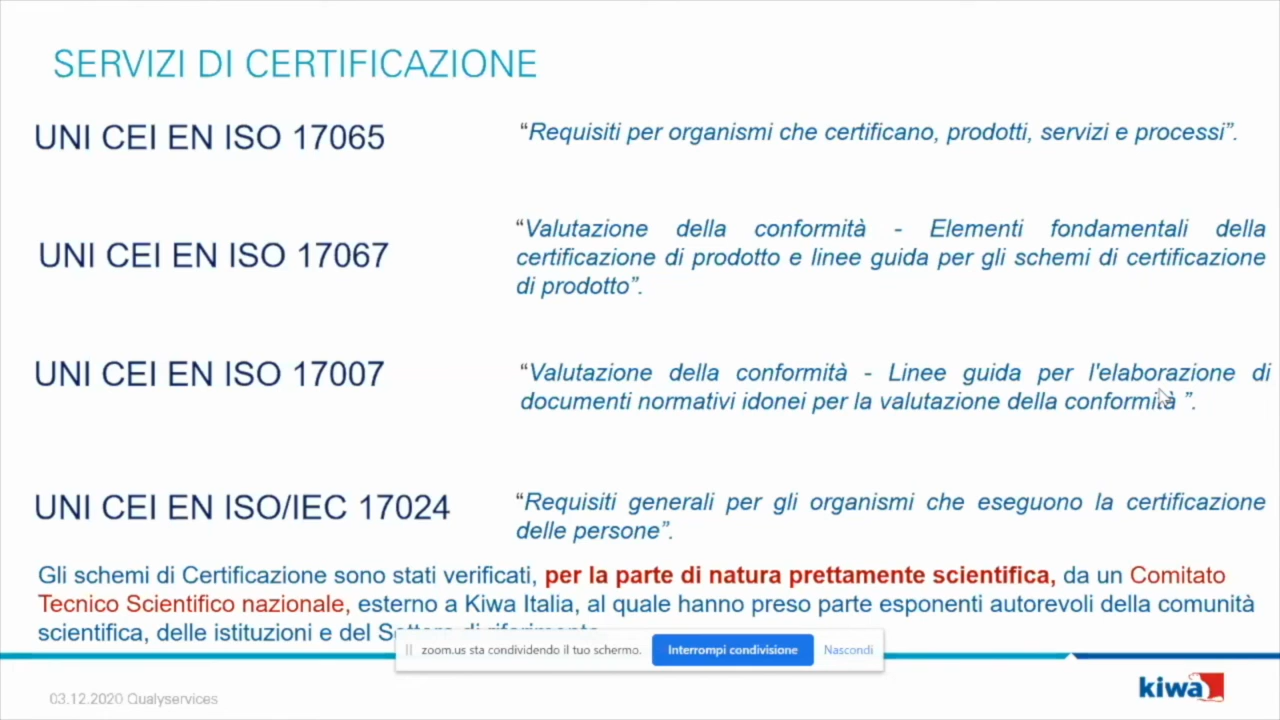 SERVIZI DI CERTIFICAZIONE
UNI CEI EN ISO 17065
“Requisiti per organismi che certificano, prodotti, servizi e processi”.
UNI CEI EN ISO 17067
“Valutazione della conformità - Elementi fondamentali della
certificazione di prodotto e linee guida per gli schemi di certificazione
di prodotto”.
UNI CEI EN ISO 17007
“Valutazione della conformità - Linee guida per l'elaborazione di
documenti normativi idonei per la valutazione della conformità ”.
UNI CEI EN ISO/IEC 17024
“Requisiti generali per gli organismi che eseguono la certificazione
delle persone”.
Gli schemi di Certificazione sono stati verificati, per la parte di natura prettamente scientifica, da un Comitato
Tecnico Scientifico nazionale, esterno a Kiwa Italia, al quale hanno preso parte esponenti autorevoli della comunità
scientifica, delle istituzioni e del Settore di riferimento.
zoom.us sta condividendo il tuo schermo.
Interrompi condivisione
Nascondi
03.12.2020 Qualyservices
kiwa